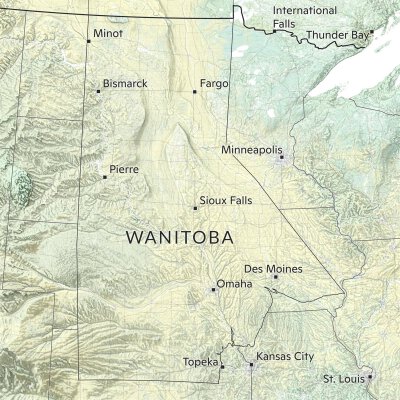 International
Falls
Minot
Thunder Bay
Bismarck
Fargo
Minneapolis
Pierre
Sioux Falls
WANITOBA
Des Moines
Omaha
Topeka
Kansas City
St. Louis